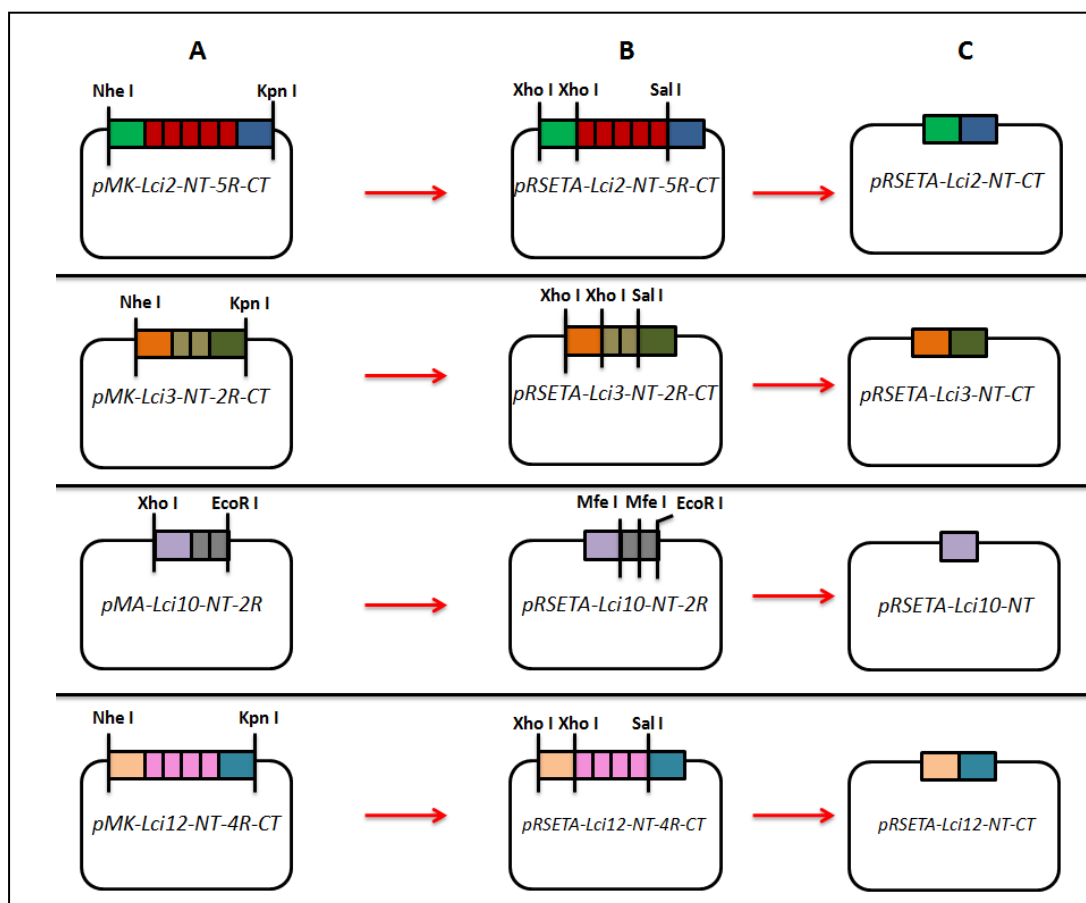 A B C
Nhe I Kpn I Xho I Xho I Sal I
pMK-Lci2-NT-5R-CT pRSETA-Lci2-NT-5R-CT pRSETA-Lci2-NT-CT
Nhe I Kpn I Xho I Xho I Sal I
pMK-Lci3-NT-2R-CT pRSETA-Lci3-NT-2R-CT pRSETA-Lci3-NT-CT
Xho I EcoR I Mfe I Mfe I EcoR I
pMA-Lci10-NT-2R pRSETA-Lci10-NT-2R pRSETA-Lci10-NT
Nhe I Kpn I Xho I Xho I Sal I
pMK-Lci12-NT-4R-CT pRSETA-Lci12-NT-4R-CT pRSETA-Lci12-NT-CT